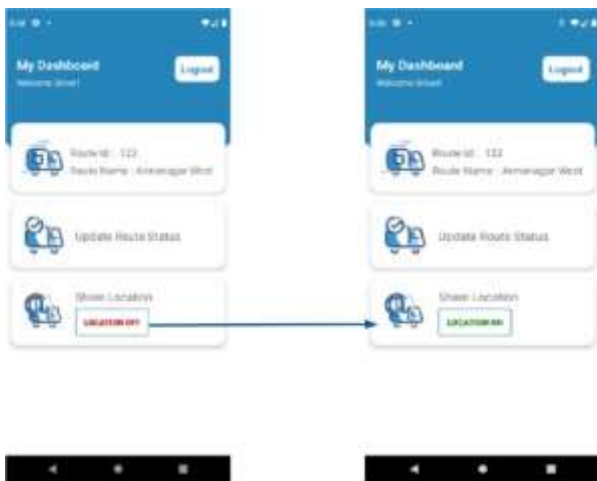 My Dashboard
Logout
Route Id : 122
Route Name : Annanagar West
Update Route Status
Share Location
LOCATION OFF
My Dashboard
Logout
Route Id : 122
Route Name : Annanagar West
Update Route Status
Share Location
LOCATION ON